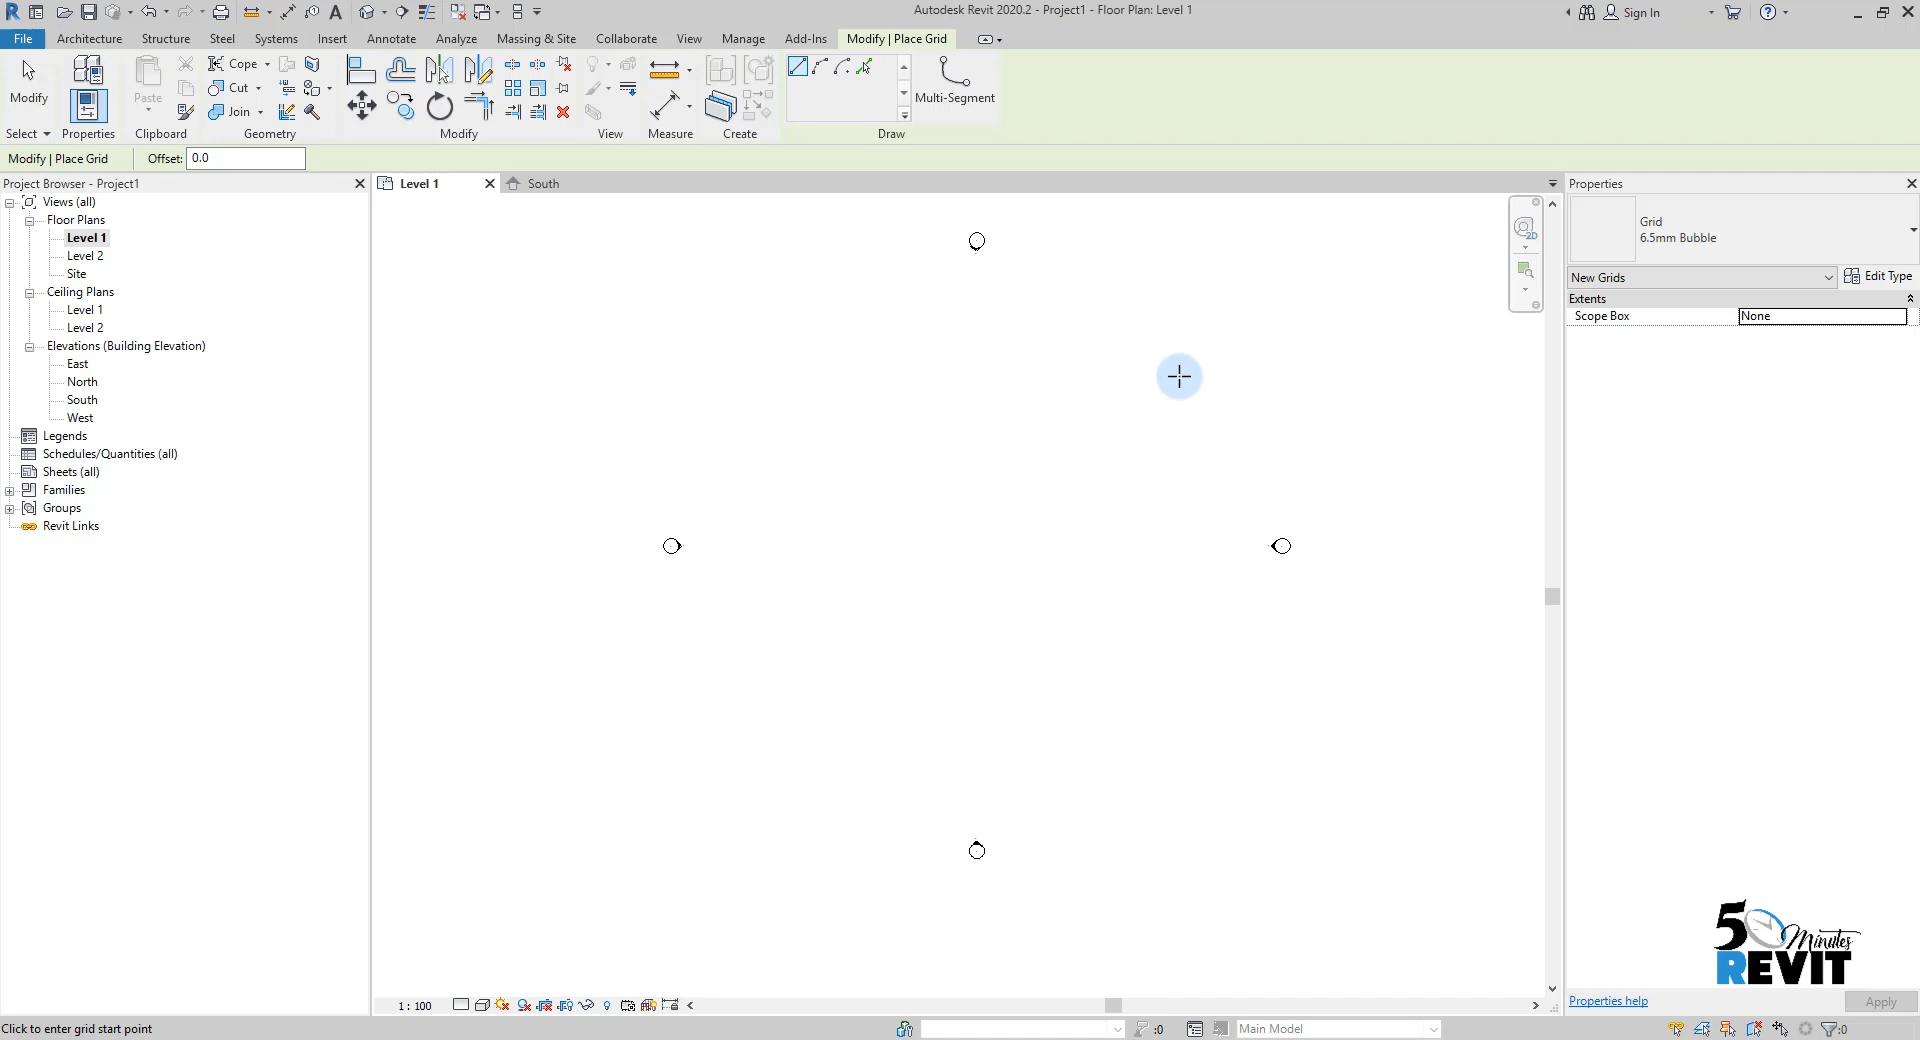 Autodesk Revit 2020.2 - Project1 - Floor Plan: Level 1
Sign In
File Architecture Structure Steel Systems Insert Annotate Analyze Massing & Site Collaborate View Manage Add-Ins Modify | Place Grid
Modify
Paste
Cope
Cut
Join
Multi-Segment
Select Properties Clipboard Geometry Modify View Measure Create Draw
Modify | Place Grid Offset: 0.0
Project Browser - Project1
Views (all)
Floor Plans
Level 1
Level 2
Site
Ceiling Plans
Level 1
Level 2
Elevations (Building Elevation)
East
North
South
West
Legends
Schedules/Quantities (all)
Sheets (all)
Families
Groups
Revit Links
Level 1
South
2D
Properties
Grid
6.5mm Bubble
New Grids Edit Type
Extents
Scope Box None
5 Minutes
REVIT
Properties help Apply
1 : 100
Click to enter grid start point
:0
Main Model
:0